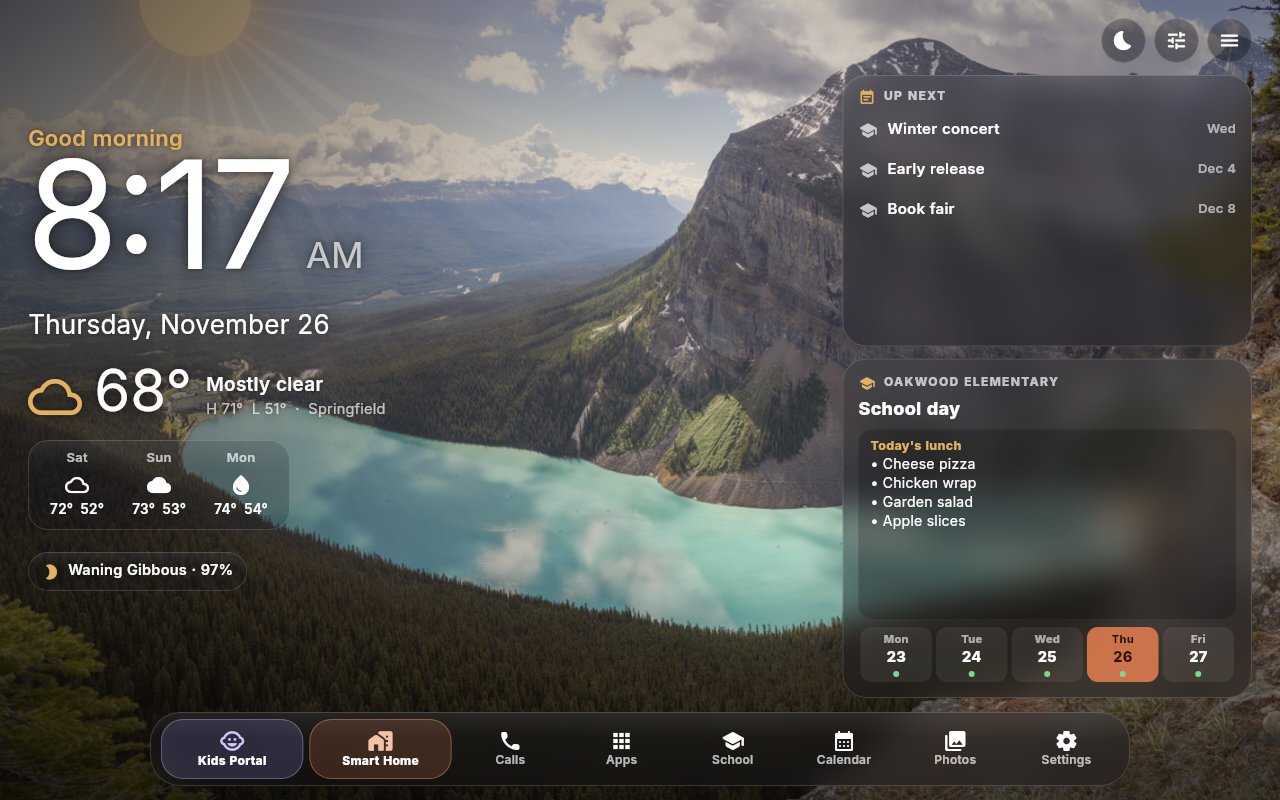 Good morning
8:17 AM
Thursday, November 26
68° Mostly clear
H 71° L 51° · Springfield
Sat Sun Mon
72° 52° 73° 53° 74° 54°
Waning Gibbous · 97%
UP NEXT
Winter concert Wed
Early release Dec 4
Book fair Dec 8
OAKWOOD ELEMENTARY
School day
Today's lunch
• Cheese pizza
• Chicken wrap
• Garden salad
• Apple slices
Mon Tue Wed Thu Fri
23 24 25 26 27
Kids Portal Smart Home Calls Apps School Calendar Photos Settings